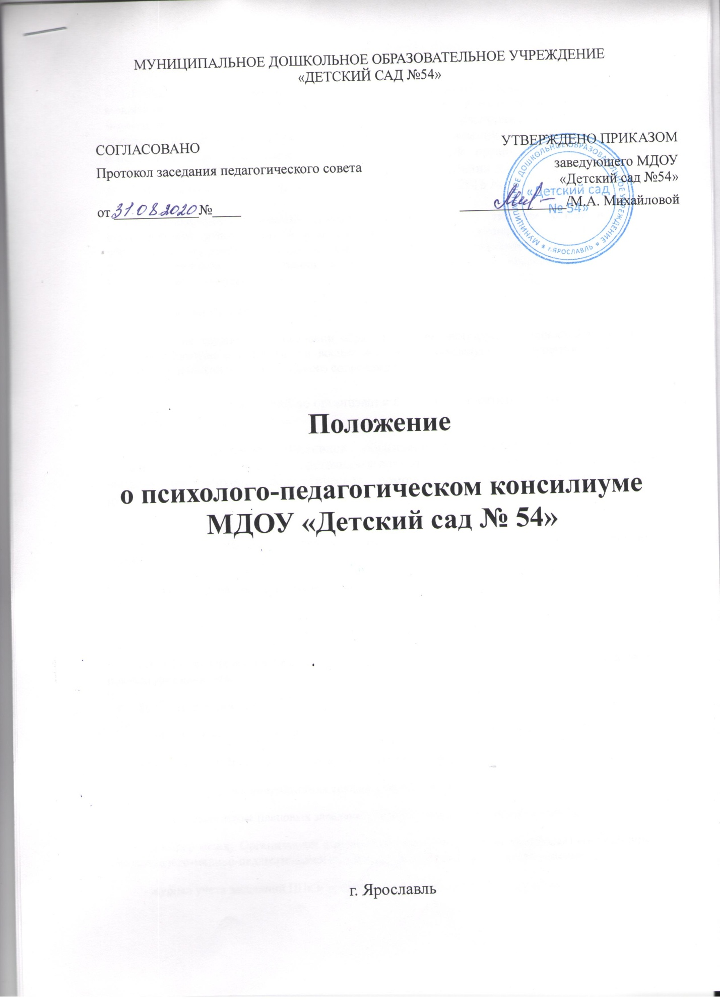 МУНИЦИПАЛЬНОЕ ДОШКОЛЬНОЕ ОБРАЗОВАТЕЛЬНОЕ УЧРЕЖДЕНИЕ
«ДЕТСКИЙ САД №54»
СОГЛАСОВАНО
Протокол заседания педагогического совета
от 31.08.2020 №____
УТВЕРЖДЕНО ПРИКАЗОМ
заведующего МДОУ
«Детский сад №54»
_______________/М.А. Михайловой
МУНИЦИПАЛЬНОЕ ДОШКОЛЬНОЕ ОБРАЗОВАТЕЛЬНОЕ УЧРЕЖДЕНИЕ
* г.ЯРОСЛАВЛЬ *
«Детский сад
№ 54»
Положение
о психолого-педагогическом консилиуме
МДОУ «Детский сад № 54»
г. Ярославль